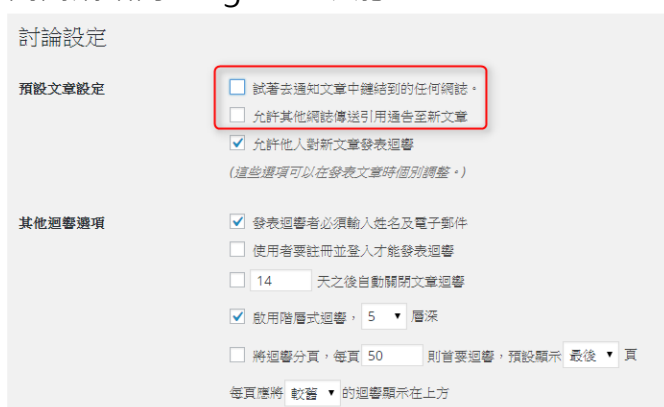 討論設定
預設文章設定
試著去通知文章中鏈結到的任何網誌。
允許其他網誌傳送引用通告至新文章
允許他人對新文章發表迴響
(這些選項可以在發表文章時個別調整。)
其他迴響選項
發表迴響者必須輸入姓名及電子郵件
使用者要註冊並登入才能發表迴響
14 天之後自動關閉文章迴響
啟用階層式迴響，5 層深
將迴響分頁，每頁 50 則首要迴響，預設顯示 最後 頁
每頁應將 較舊 的迴響顯示在上方